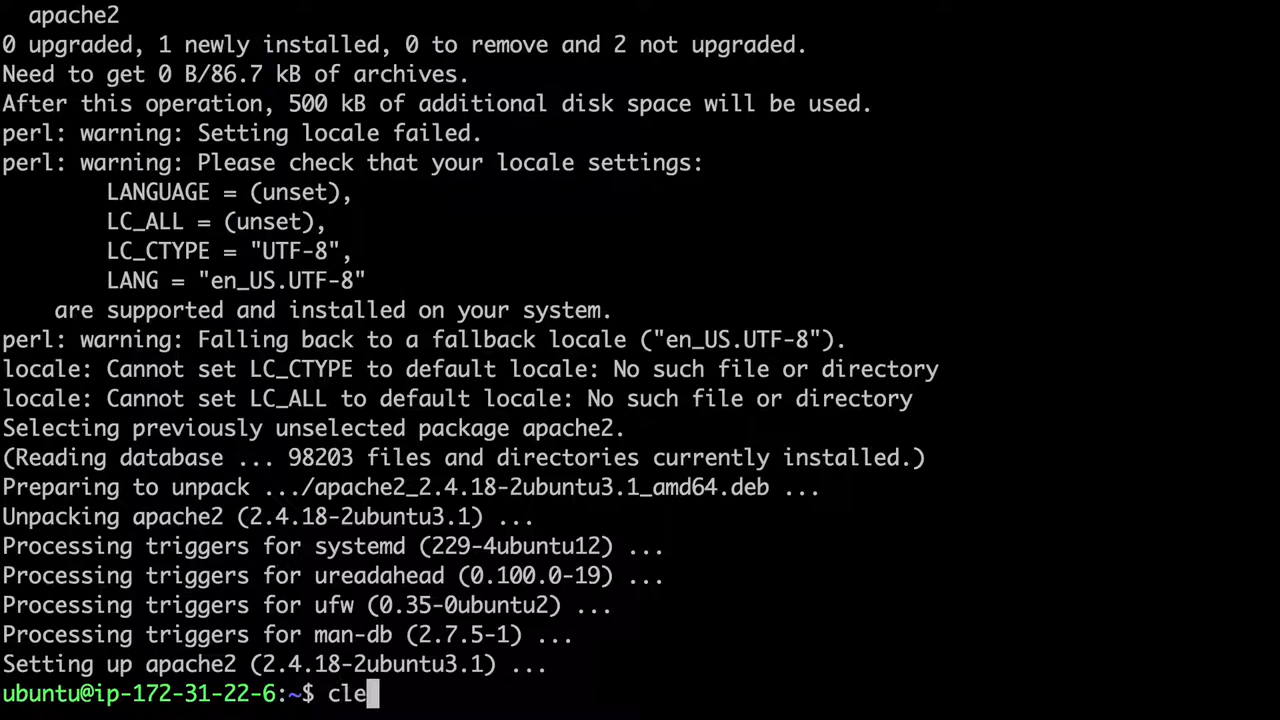 apache2
0 upgraded, 1 newly installed, 0 to remove and 2 not upgraded.
Need to get 0 B/86.7 kB of archives.
After this operation, 500 kB of additional disk space will be used.
perl: warning: Setting locale failed.
perl: warning: Please check that your locale settings:
LANGUAGE = (unset),
LC_ALL = (unset),
LC_CTYPE = "UTF-8",
LANG = "en_US.UTF-8"
are supported and installed on your system.
perl: warning: Falling back to a fallback locale ("en_US.UTF-8").
locale: Cannot set LC_CTYPE to default locale: No such file or directory
locale: Cannot set LC_ALL to default locale: No such file or directory
Selecting previously unselected package apache2.
(Reading database ... 98203 files and directories currently installed.)
Preparing to unpack .../apache2_2.4.18-2ubuntu3.1_amd64.deb ...
Unpacking apache2 (2.4.18-2ubuntu3.1) ...
Processing triggers for systemd (229-4ubuntu12) ...
Processing triggers for ureadahead (0.100.0-19) ...
Processing triggers for ufw (0.35-0ubuntu2) ...
Processing triggers for man-db (2.7.5-1) ...
Setting up apache2 (2.4.18-2ubuntu3.1) ...
ubuntu@ip-172-31-22-6:~$ cle